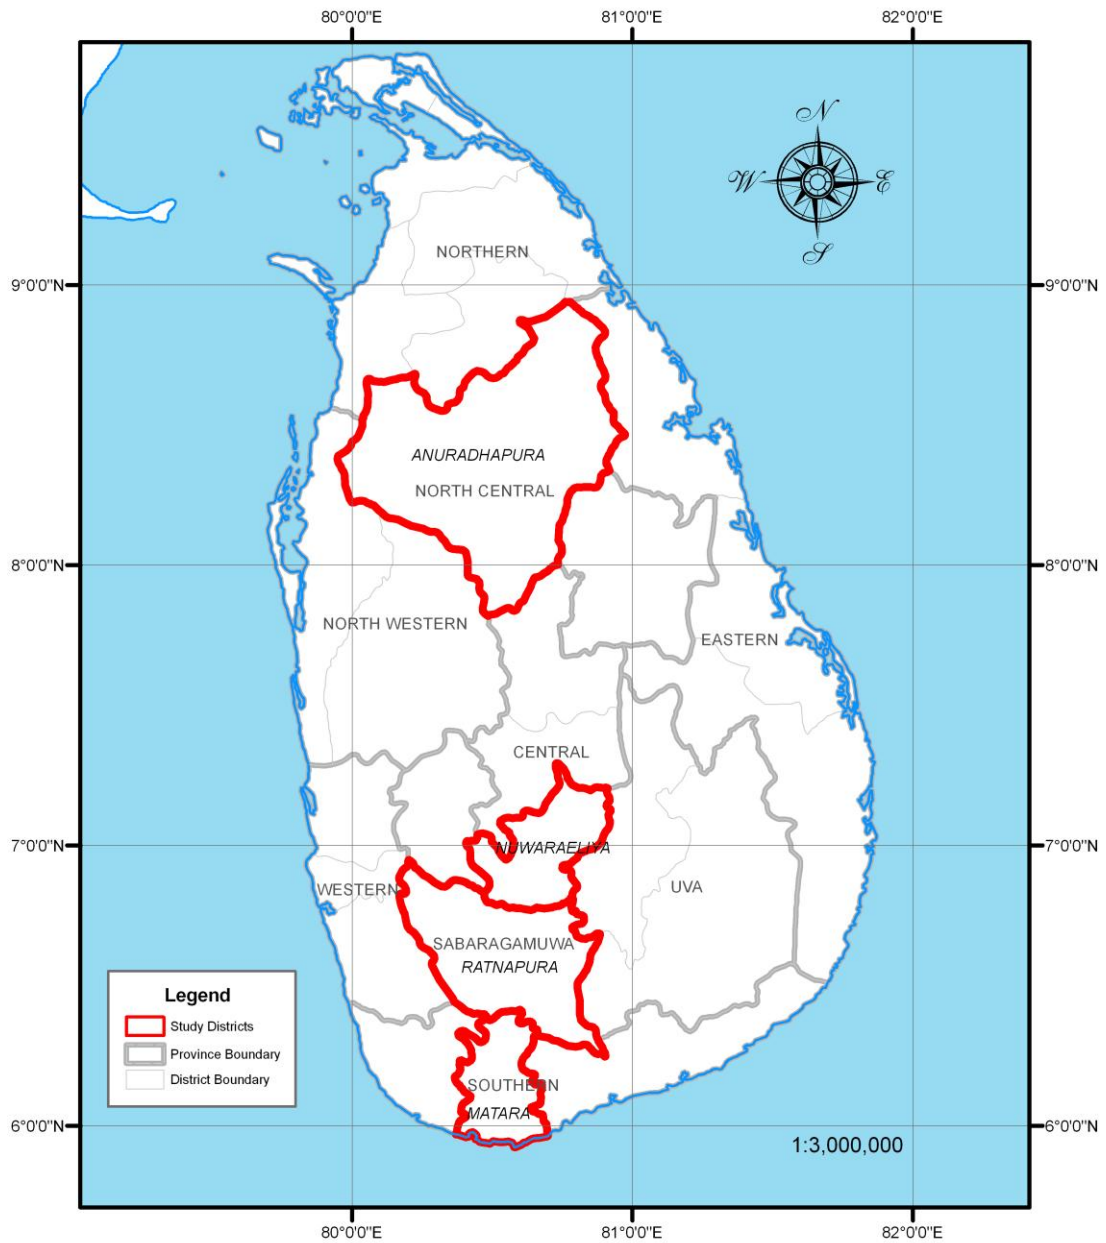 80°0'0"E
81°0'0"E
82°0'0"E
N
W
E
S
NORTHERN
9°0'0"N
9°0'0"N
ANURADHAPURA
NORTH CENTRAL
8°0'0"N
8°0'0"N
NORTH WESTERN
EASTERN
CENTRAL
7°0'0"N
NUWARAELIYA
7°0'0"N
WESTERN
UVA
SABARAGAMUWA
RATNAPURA
Legend
Study Districts
Province Boundary
District Boundary
SOUTHERN
MATARA
6°0'0"N
6°0'0"N
1:3,000,000
80°0'0"E
81°0'0"E
82°0'0"E